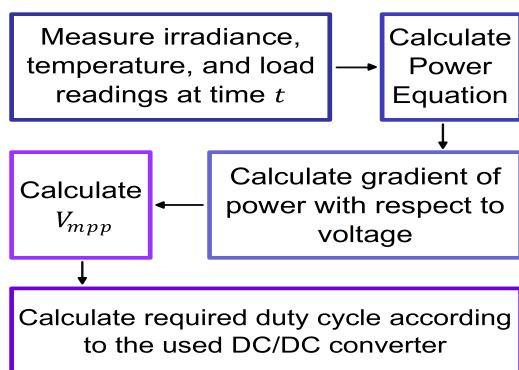 Measure irradiance,
temperature, and load
readings at time t
Calculate
Power
Equation
Calculate gradient of
power with respect to
voltage
Calculate
V_mpp
Calculate required duty cycle according
to the used DC/DC converter